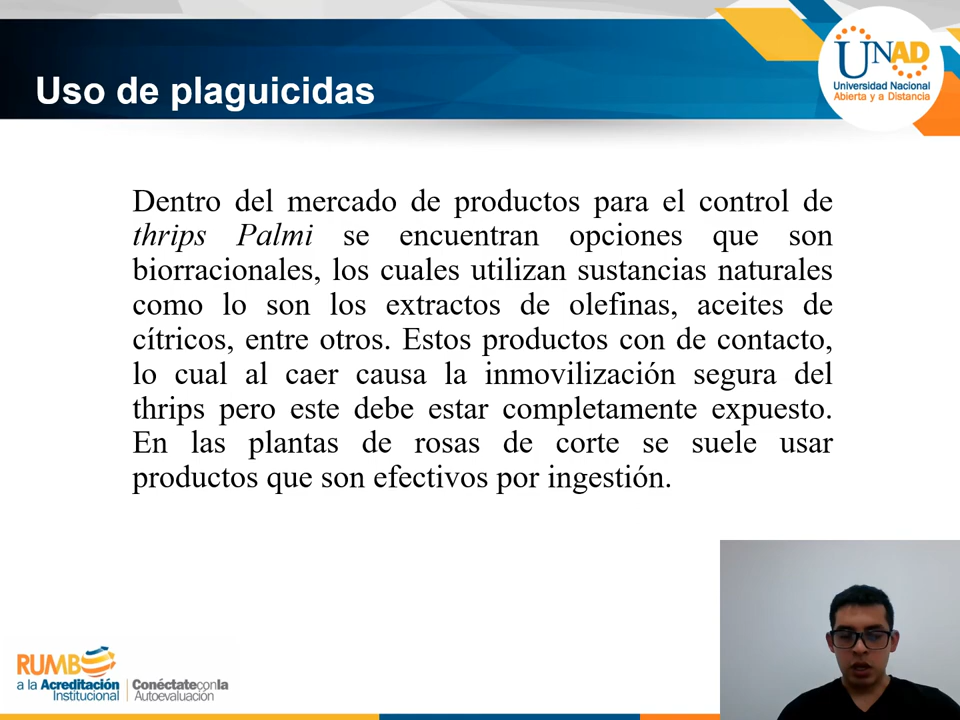 Uso de plaguicidas
UNAD
Universidad Nacional
Abierta y a Distancia
Dentro del mercado de productos para el control de
thrips Palmi se encuentran opciones que son
biorracionales, los cuales utilizan sustancias naturales
como lo son los extractos de olefinas, aceites de
cítricos, entre otros. Estos productos con de contacto,
lo cual al caer causa la inmovilización segura del
thrips pero este debe estar completamente expuesto.
En las plantas de rosas de corte se suele usar
productos que son efectivos por ingestión.
RUMBO
a la Acreditación
Institucional
Conéctateconla
Autoevaluación